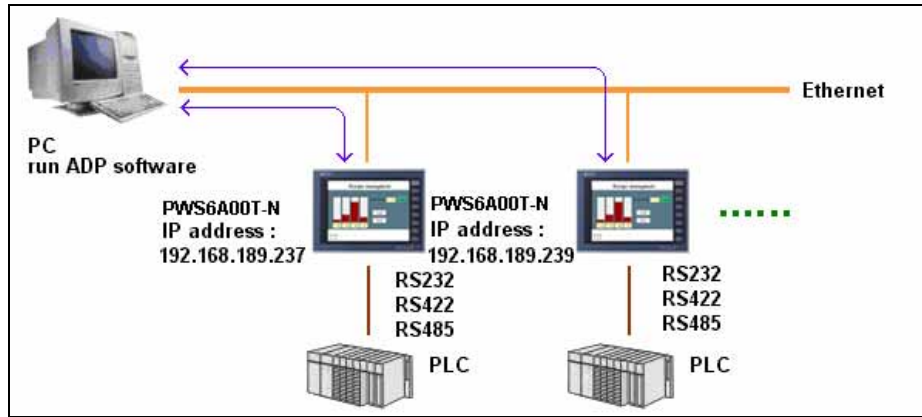 Ethernet
PC
run ADP software
PWS6A00T-N
IP address :
192.168.189.237
PWS6A00T-N
IP address :
192.168.189.239
RS232
RS422
RS485
RS232
RS422
RS485
PLC
PLC